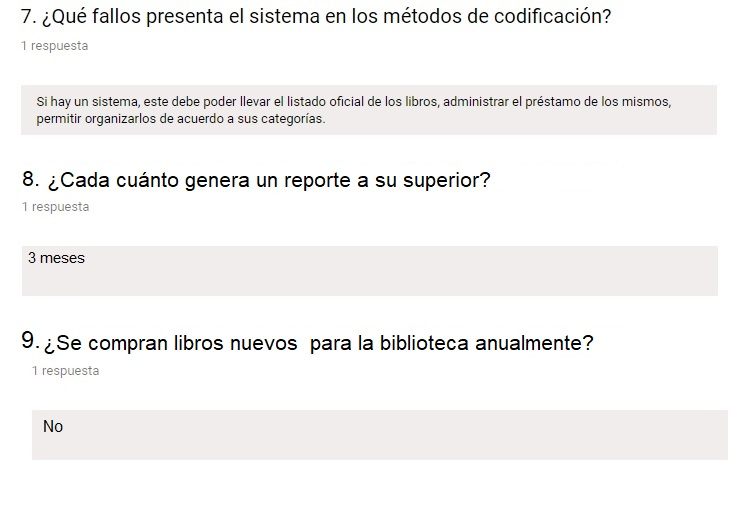 7. ¿Qué fallos presenta el sistema en los métodos de codificación?
1 respuesta
Si hay un sistema, este debe poder llevar el listado oficial de los libros, administrar el préstamo de los mismos,
permitir organizarlos de acuerdo a sus categorías.
8. ¿Cada cuánto genera un reporte a su superior?
1 respuesta
3 meses
9. ¿Se compran libros nuevos  para la biblioteca anualmente?
1 respuesta
No